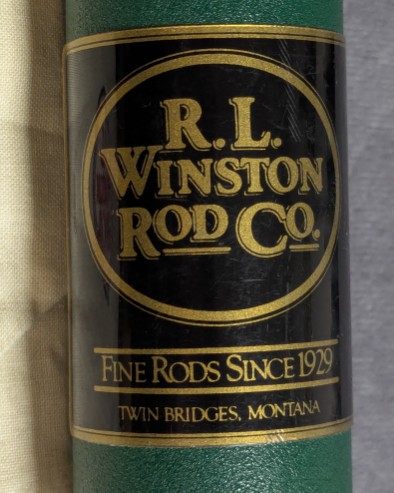 R. L.
WINSTON
ROD CO.
FINE RODS SINCE 1929
TWIN BRIDGES, MONTANA